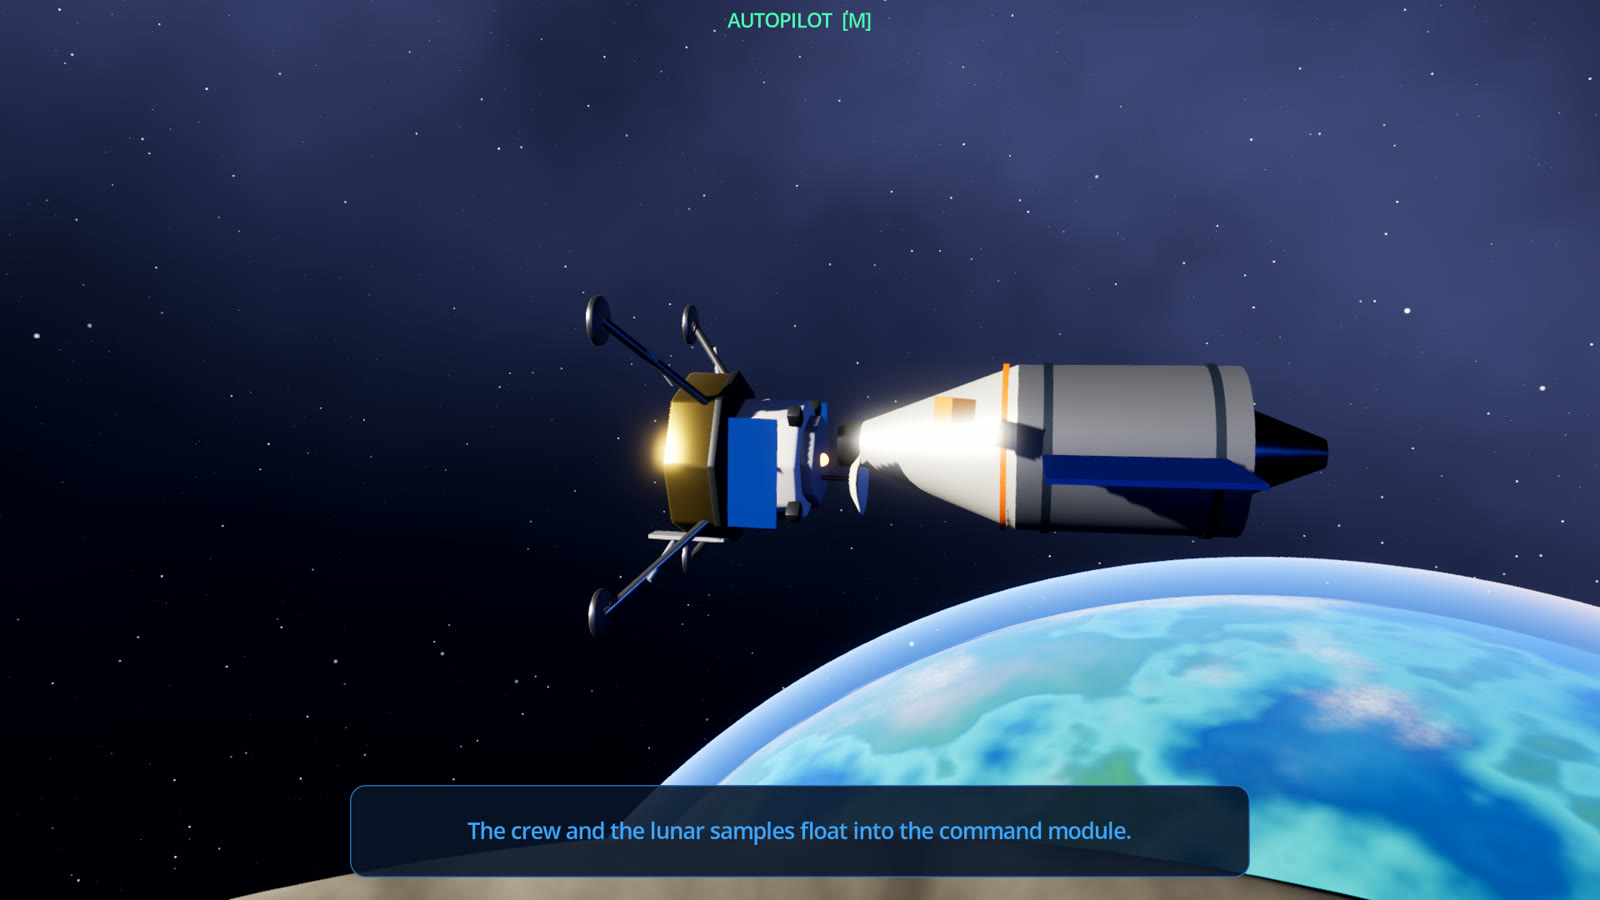 AUTOPILOT [M]
The crew and the lunar samples float into the command module.